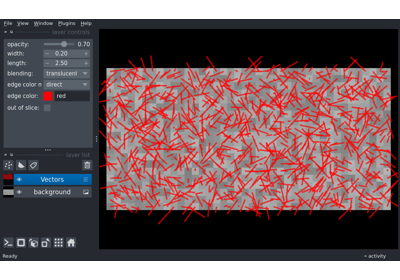 File View Window Plugins Help
layer controls
opacity: 0.70
width: 0.20
length: 2.50
blending: translucent
edge color m direct
edge color: red
out of slice:
layer list
Vectors
background
Ready activity